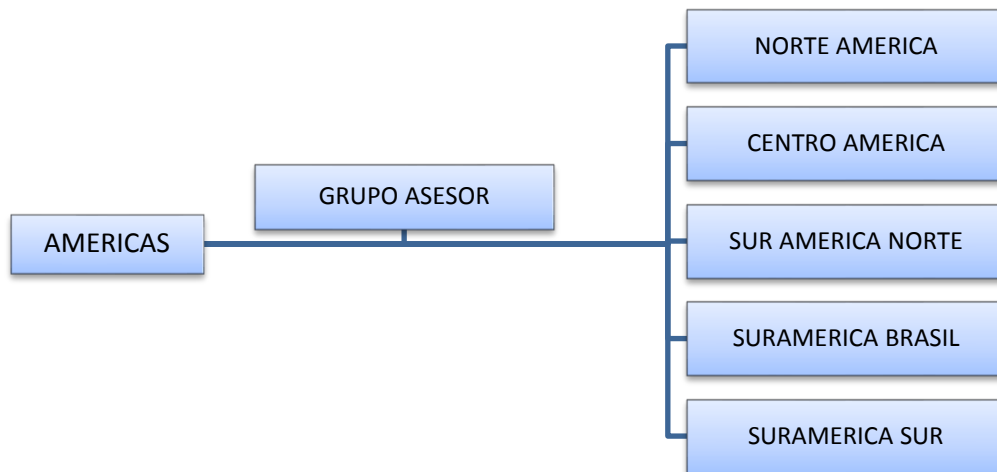 AMERICAS
GRUPO ASESOR
NORTE AMERICA
CENTRO AMERICA
SUR AMERICA NORTE
SURAMERICA BRASIL
SURAMERICA SUR